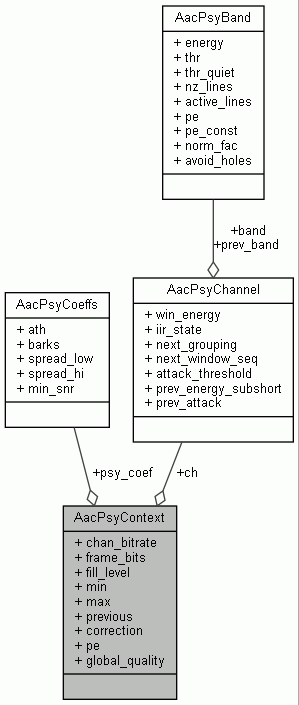 AacPsyBand
+ energy
+ thr
+ thr_quiet
+ nz_lines
+ active_lines
+ pe
+ pe_const
+ norm_fac
+ avoid_holes
+band
+prev_band
AacPsyCoeffs
+ ath
+ barks
+ spread_low
+ spread_hi
+ min_snr
AacPsyChannel
+ win_energy
+ iir_state
+ next_grouping
+ next_window_seq
+ attack_threshold
+ prev_energy_subshort
+ prev_attack
+psy_coef
+ch
AacPsyContext
+ chan_bitrate
+ frame_bits
+ fill_level
+ min
+ max
+ previous
+ correction
+ pe
+ global_quality